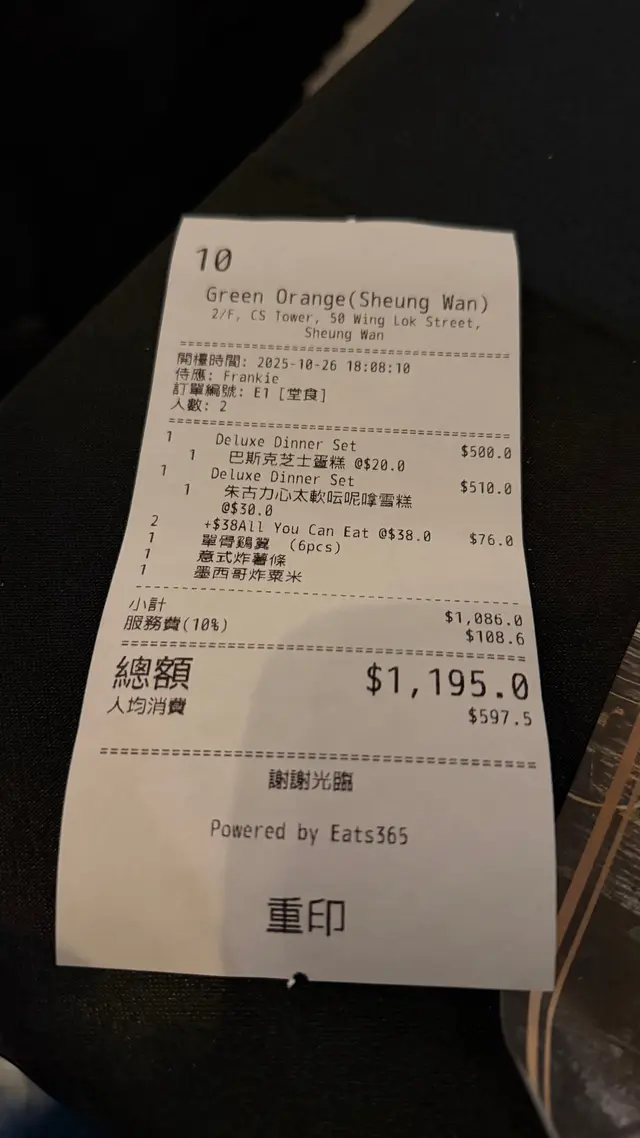 10
Green Orange(Sheung Wan)
2/F, CS Tower, 50 Wing Lok Street,
Sheung Wan
開檯時間: 2025-10-26 18:08:10
侍應: Frankie
訂單編號: E1 [堂食]
人數: 2
1 Deluxe Dinner Set $500.0
1 巴斯克芝士蛋糕 @$20.0
1 Deluxe Dinner Set $510.0
1 朱古力心太軟呍呢嗱雪糕
@$30.0
2 +$38All You Can Eat @$38.0 $76.0
1 單骨鷄翼 (6pcs)
1 意式炸薯條
1 墨西哥炸粟米
小計 $1,086.0
服務費(10%) $108.6
總額 $1,195.0
人均消費 $597.5
謝謝光臨
Powered by Eats365
重印